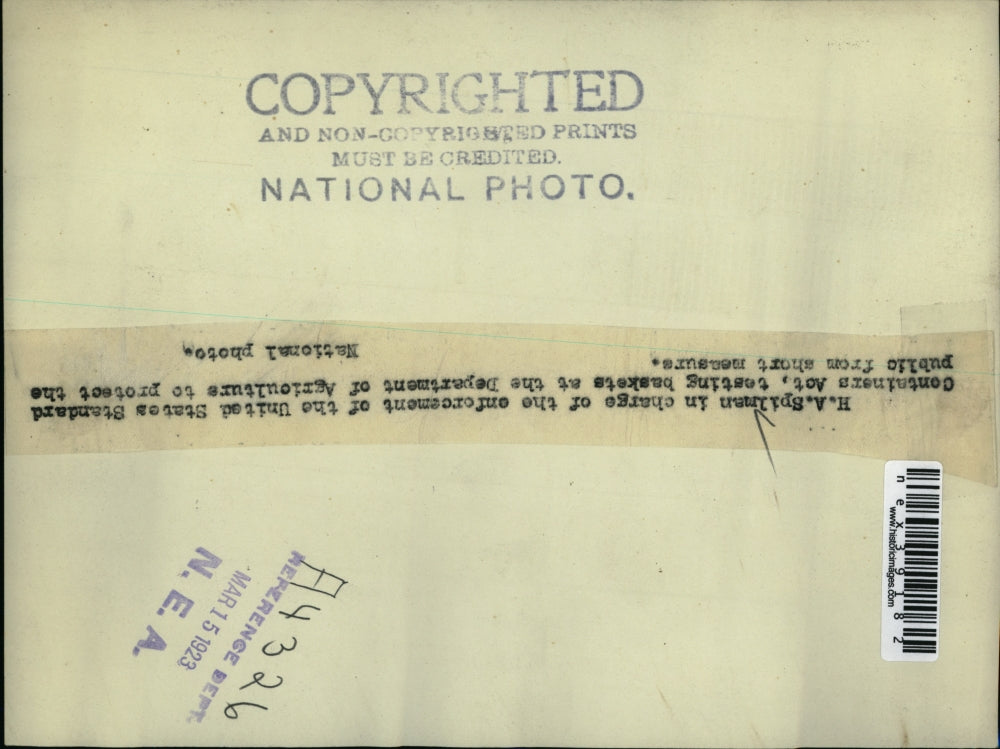 COPYRIGHTED
AND NON-COPYRIGHTED PRINTS
MUST BE CREDITED.
NATIONAL PHOTO.
H.A.Spilman in charge of the enforcement of the United States Standard
Containers Act, testing baskets at the Department of Agriculture to protect the
public from short measure.
National photo.
A4326
REFERENCE DEPT.
MAR 15 1923
N. E. A.
nex39182
www.historicimages.com